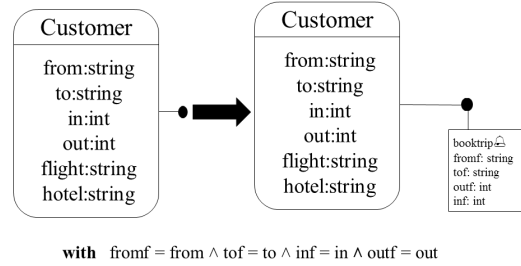 Customer
from:string
to:string
in:int
out:int
flight:string
hotel:string
Customer
from:string
to:string
in:int
out:int
flight:string
hotel:string
booktrip
fromf: string
tof: string
outf: int
inf: int
with fromf = from ∧ tof = to ∧ inf = in ∧ outf = out